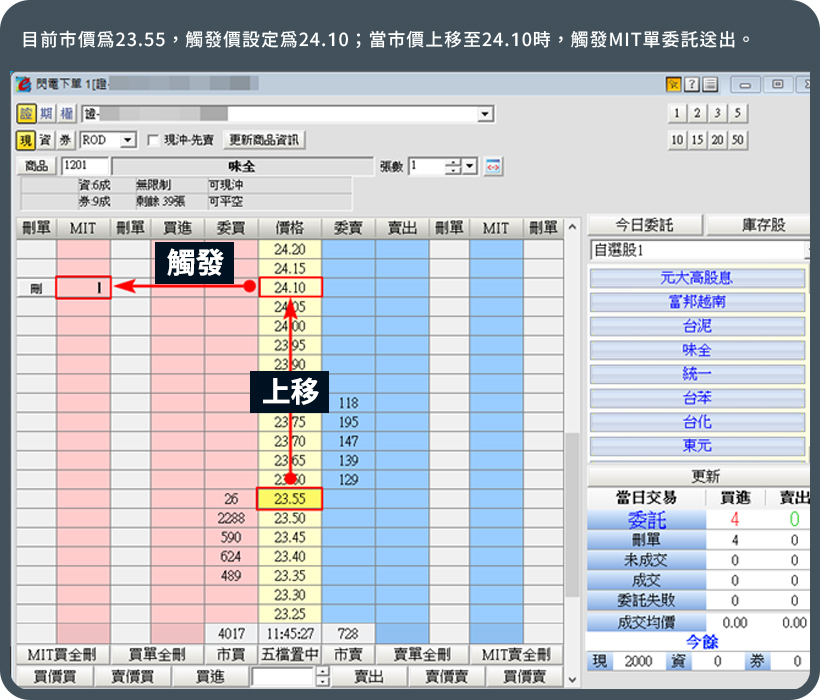 目前市價為23.55，觸發價設定為24.10；當市價上移至24.10時，觸發MIT單委託送出。
閃電下單 1[證-
證 期 權 證-
1 2 3 5
現 資 券 ROD 現沖-先賣 更新商品資訊
10 15 20 50
商品 1201 味全 張數 1
資:6成 無限制 可現沖
券:9成 剩餘 39張 可平空
刪單 MIT 刪單 買進 委買 價格 委賣 賣出 刪單 MIT 刪單
24.20
24.15
觸發
刪 1 24.10
24.05
24.00
23.95
23.90
上移
118
23.75 195
23.70 147
23.65 139
23.60 129
26 23.55
2288 23.50
590 23.45
624 23.40
489 23.35
23.30
23.25
4017 11:45:27 728
MIT買全刪 買單全刪 市買 五檔置中 市賣 賣單全刪 MIT賣全刪
買價買 賣價買 買進 賣出 賣價賣 買價賣
今日委託 庫存股
自選股1
元大高股息
富邦越南
台泥
味全
統一
台苯
台化
東元
更新
當日交易 買進 賣出
委託 4 0
刪單 4 0
未成交 0 0
成交 0 0
委託失敗 0 0
成交均價 0.00 0.00
今餘
現 2000 資 0 券 0